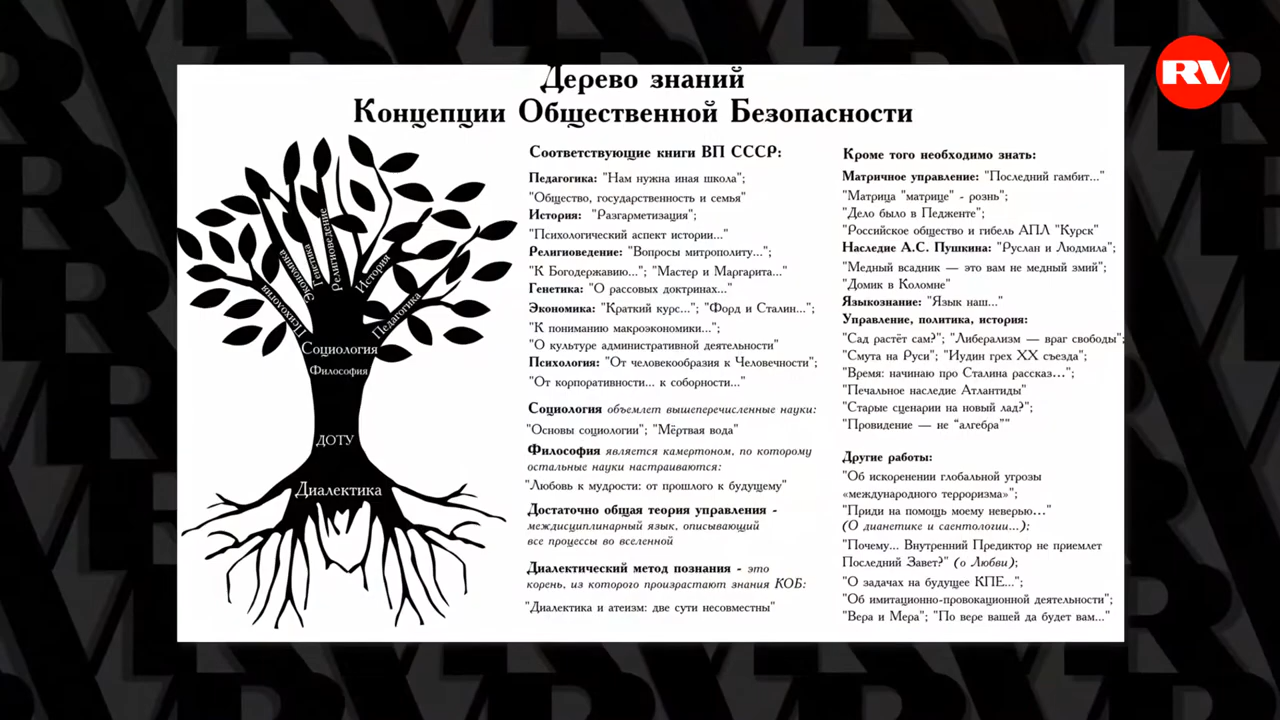 RV
Дерево знаний
Концепции Общественной Безопасности
Психология
Экономика
Генетика
Религиоведение
История
Педагогика
Социология
Философия
ДОТУ
Диалектика
Соответствующие книги ВП СССР:
Педагогика: "Нам нужна иная школа";
"Общество, государственность и семья"
История: "Разгарметизация";
"Психологический аспект истории..."
Религиоведение: "Вопросы митрополиту...";
"К Богодержавию..."; "Мастер и Маргарита..."
Генетика: "О рассовых доктринах..."
Экономика: "Краткий курс..."; "Форд и Сталин...";
"К пониманию макроэкономики...";
"О культуре административной деятельности"
Психология: "От человекообразия к Человечности";
"От корпоративности... к соборности..."
Социология объемлет вышеперечисленные науки:
"Основы социологии"; "Мёртвая вода"
Философия является камертоном, по которому
остальные науки настраиваются:
"Любовь к мудрости: от прошлого к будущему"
Достаточно общая теория управления -
междисциплинарный язык, описывающий
все процессы во вселенной
Диалектический метод познания - это
корень, из которого произрастают знания КОБ:
"Диалектика и атеизм: две сути несовместны"
Кроме того необходимо знать:
Матричное управление: "Последний гамбит..."
"Матрица "матрице" - рознь";
"Дело было в Педженте";
"Российское общество и гибель АПЛ "Курск"
Наследие А.С. Пушкина: "Руслан и Людмила";
"Медный всадник — это вам не медный змий";
"Домик в Коломне"
Языкознание: "Язык наш..."
Управление, политика, история:
"Сад растёт сам?"; "Либерализм — враг свободы";
"Смута на Руси"; "Иудин грех XX съезда";
"Время: начинаю про Сталина рассказ...";
"Печальное наследие Атлантиды"
"Старые сценарии на новый лад?";
"Провидение — не “алгебра”"
Другие работы:
"Об искоренении глобальной угрозы
«международного терроризма»";
"Приди на помощь моему неверью..."
(О дианетике и саентологии...);
"Почему... Внутренний Предиктор не приемлет
Последний Завет?" (о Любви);
"О задачах на будущее КПЕ...";
"Об имитационно-провокационной деятельности";
"Вера и Мера"; "По вере вашей да будет вам..."